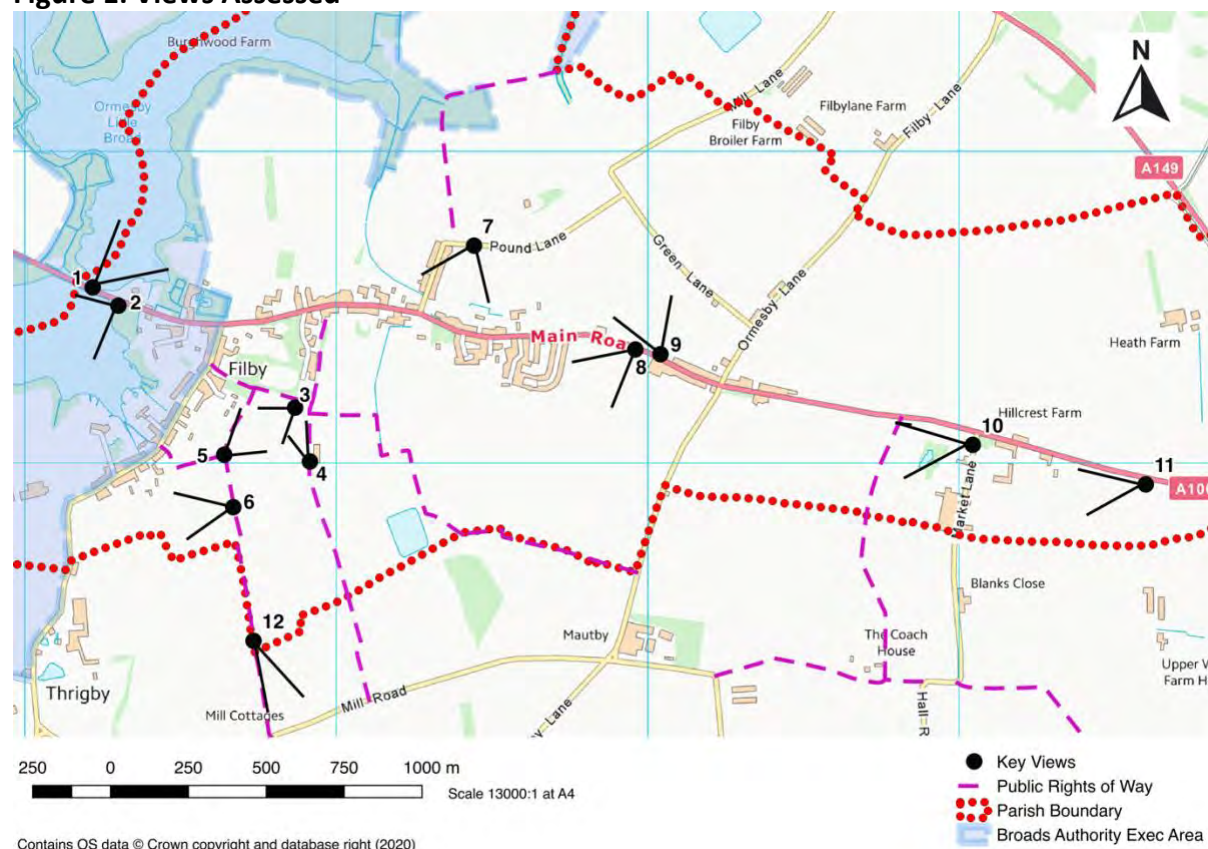 Figure 2: Views Assessed
Burchwood Farm
Ormesby
Little
Broad
Mill Lane
Filbylane Farm
Filby
Broiler Farm
Filby Lane
N
A149
7
Pound Lane
Green Lane
Ormesby Lane
1
2
Main Roa
8
9
Heath Farm
Filby
3
5
4
6
Hillcrest Farm
10
11
A106
Market Lane
12
Blanks Close
Mautby
The Coach
House
Upper W
Farm H
Thrigby
Mill Cottages
Mill Road
y Lane
Hall R
250 0 250 500 750 1000 m
Scale 13000:1 at A4
Key Views
Public Rights of Way
Parish Boundary
Broads Authority Exec Area
Contains OS data © Crown copyright and database right (2020)